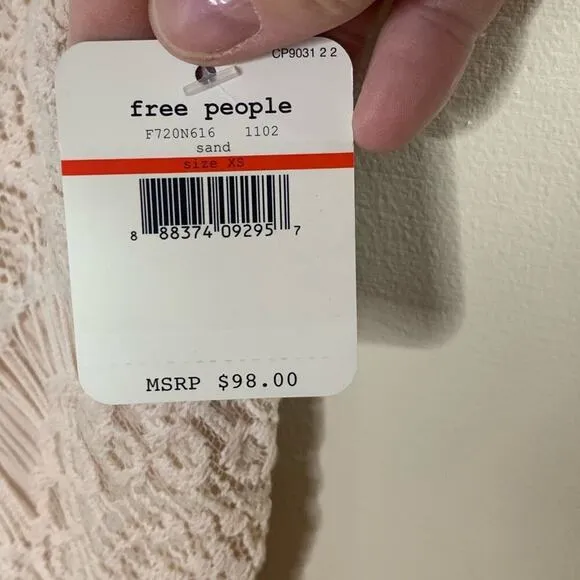 CP9031 2 2
free people
F720N616 1102
sand
size XS
8 88374 09295 7
MSRP $98.00